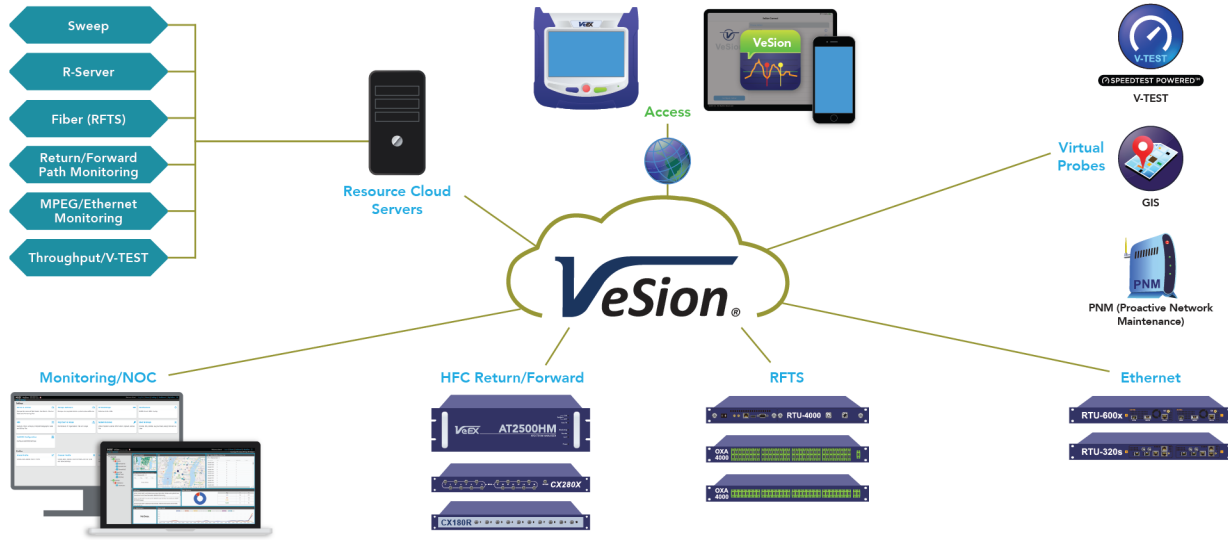 Sweep
R-Server
Fiber (RFTS)
Return/Forward
Path Monitoring
MPEG/Ethernet
Monitoring
Throughput/V-TEST
Resource Cloud
Servers
VeEX
VeSion
Access
V-TEST
SPEEDTEST POWERED™
V-TEST
Virtual
Probes
GIS
PNM
PNM (Proactive Network
Maintenance)
VeSion®
Monitoring/NOC
HFC Return/Forward
VeEX AT2500HM
CX280X
CX180R
RFTS
RTU-4000
OXA
4000
OXA
4000
Ethernet
RTU-600x
RTU-320s